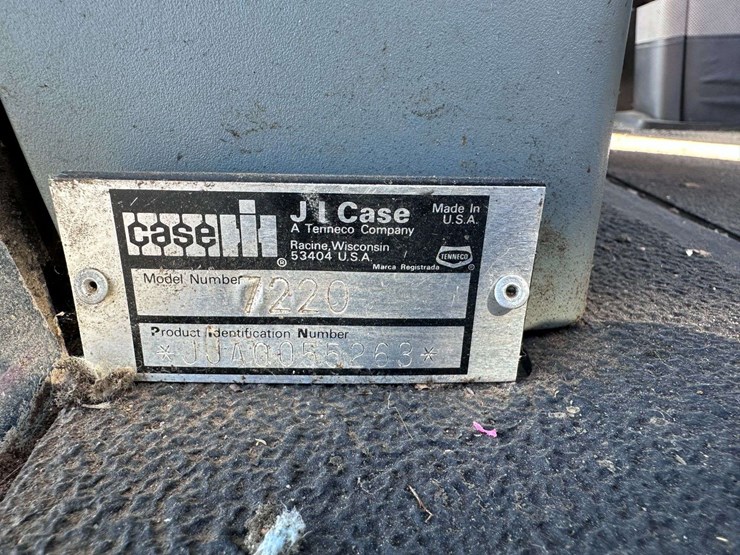 case IH ®
J I Case
A Tenneco Company
Racine, Wisconsin
53404 U.S.A.
Made In
U.S.A.
TENNECO
Marca Registrada
Model Number 7220
Product Identification Number
*JJA0055263*